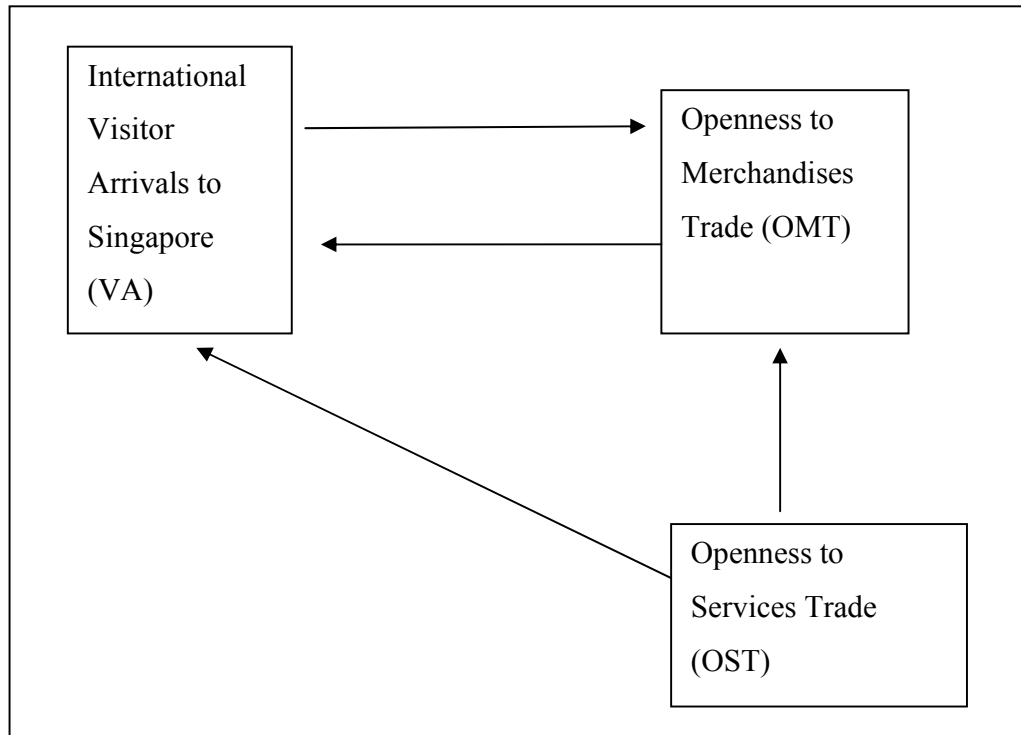 International
Visitor
Arrivals to
Singapore
(VA)
Openness to
Merchandises
Trade (OMT)
Openness to
Services Trade
(OST)